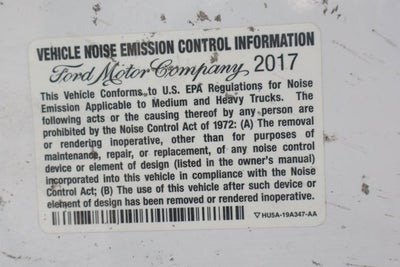 VEHICLE NOISE EMISSION CONTROL INFORMATION
Ford Motor Company 2017
This Vehicle Conforms to U.S. EPA Regulations for Noise
Emission Applicable to Medium and Heavy Trucks. The
following acts or the causing thereof by any person are
prohibited by the Noise Control Act of 1972: (A) The removal
or rendering inoperative, other than for purposes of
maintenance, repair, or replacement, of any noise control
device or element of design (listed in the owner's manual)
incorporated into this vehicle in compliance with the Noise
Control Act; (B) The use of this vehicle after such device or
element of design has been removed or rendered inoperative.
HU5A-19A347-AA